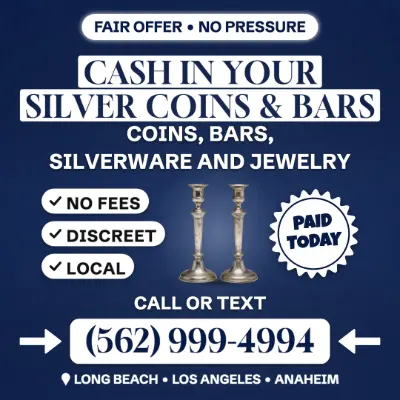 FAIR OFFER • NO PRESSURE
CASH IN YOUR
SILVER COINS & BARS
COINS, BARS,
SILVERWARE AND JEWELRY
✓ NO FEES
✓ DISCREET
✓ LOCAL
PAID
TODAY
CALL OR TEXT
(562) 999-4994
LONG BEACH • LOS ANGELES • ANAHEIM